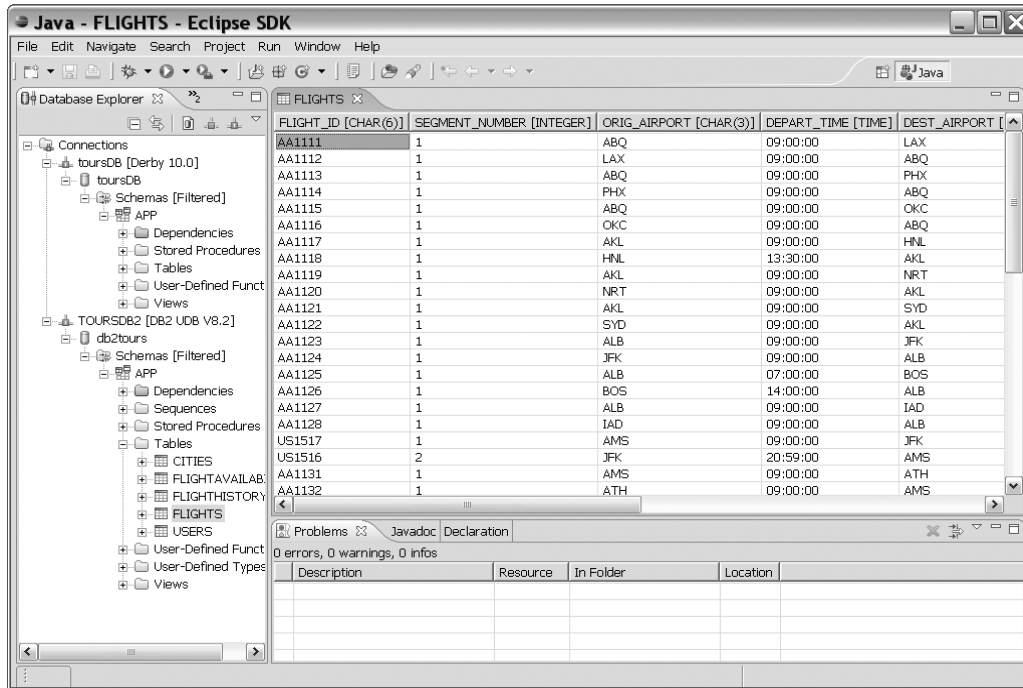 Java - FLIGHTS - Eclipse SDK
File Edit Navigate Search Project Run Window Help
Java
Database Explorer
2
Connections
toursDB [Derby 10.0]
toursDB
Schemas [Filtered]
APP
Dependencies
Stored Procedures
Tables
User-Defined Funct
Views
TOURSDB2 [DB2 UDB V8.2]
db2tours
Schemas [Filtered]
APP
Dependencies
Sequences
Stored Procedures
Tables
CITIES
FLIGHTAVAILAB
FLIGHTHISTORY
FLIGHTS
USERS
User-Defined Funct
User-Defined Types
Views
FLIGHTS
FLIGHT_ID [CHAR(6)] SEGMENT_NUMBER [INTEGER] ORIG_AIRPORT [CHAR(3)] DEPART_TIME [TIME] DEST_AIRPORT [
AA1111 1 ABQ 09:00:00 LAX
AA1112 1 LAX 09:00:00 ABQ
AA1113 1 ABQ 09:00:00 PHX
AA1114 1 PHX 09:00:00 ABQ
AA1115 1 ABQ 09:00:00 OKC
AA1116 1 OKC 09:00:00 ABQ
AA1117 1 AKL 09:00:00 HNL
AA1118 1 HNL 13:30:00 AKL
AA1119 1 AKL 09:00:00 NRT
AA1120 1 NRT 09:00:00 AKL
AA1121 1 AKL 09:00:00 SYD
AA1122 1 SYD 09:00:00 AKL
AA1123 1 ALB 09:00:00 JFK
AA1124 1 JFK 09:00:00 ALB
AA1125 1 ALB 07:00:00 BOS
AA1126 1 BOS 14:00:00 ALB
AA1127 1 ALB 09:00:00 IAD
AA1128 1 IAD 09:00:00 ALB
US1517 1 AMS 09:00:00 JFK
US1516 2 JFK 20:59:00 AMS
AA1131 1 AMS 09:00:00 ATH
AA1132 1 ATH 09:00:00 AMS
Problems Javadoc Declaration
0 errors, 0 warnings, 0 infos
Description Resource In Folder Location